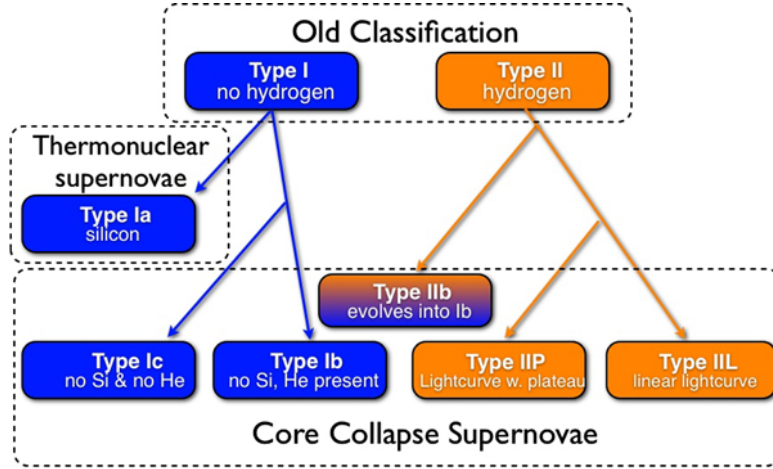 Old Classification
Type I
no hydrogen
Type II
hydrogen
Thermonuclear
supernovae
Type Ia
silicon
Type IIb
evolves into Ib
Type Ic
no Si & no He
Type Ib
no Si, He present
Type IIP
Lightcurve w. plateau
Type IIL
linear lightcurve
Core Collapse Supernovae